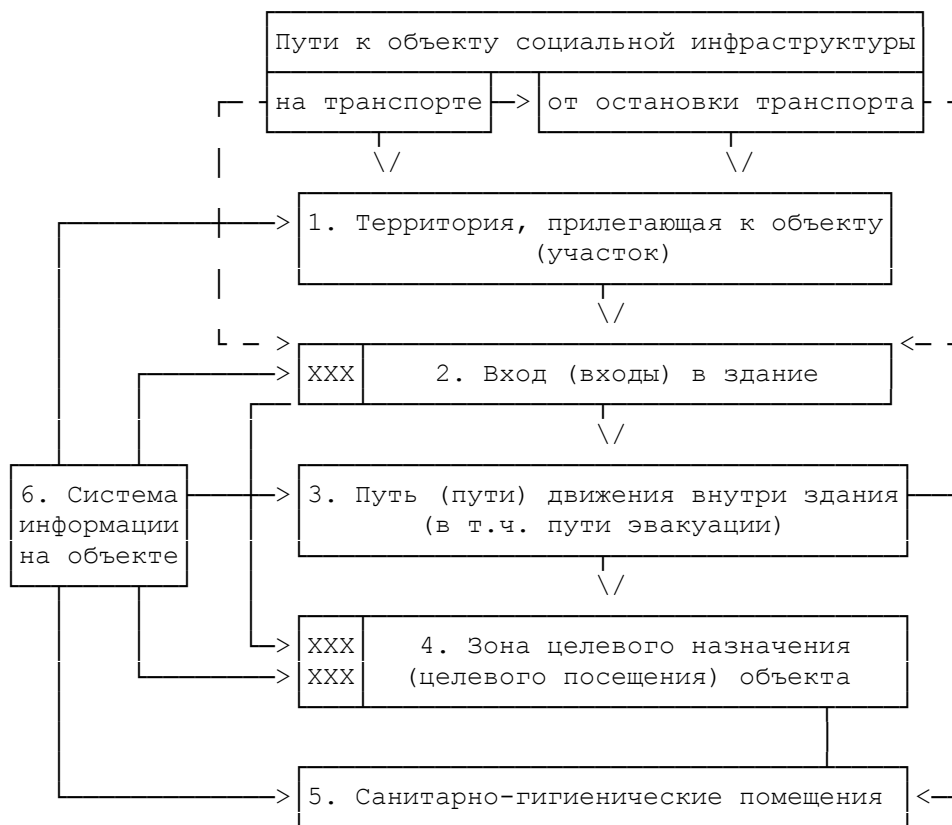 Пути к объекту социальной инфраструктуры
на транспорте от остановки транспорта
1. Территория, прилегающая к объекту
(участок)
XXX 2. Вход (входы) в здание
6. Система
информации
на объекте
3. Путь (пути) движения внутри здания
(в т.ч. пути эвакуации)
XXX 4. Зона целевого назначения
XXX (целевого посещения) объекта
5. Санитарно-гигиенические помещения